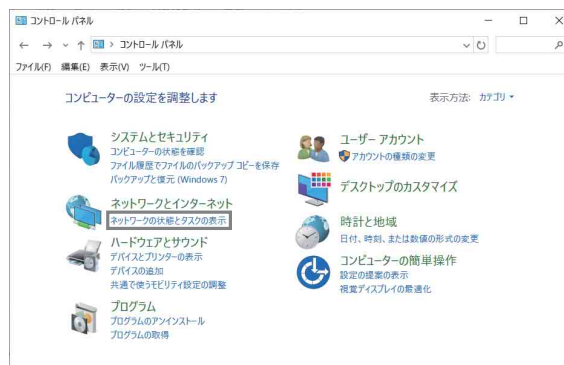 コントロール パネル
コントロール パネル
ファイル(F) 編集(E) 表示(V) ツール(T)
コンピューターの設定を調整します
表示方法: カテゴリ
システムとセキュリティ
コンピューターの状態を確認
ファイル履歴でファイルのバックアップ コピーを保存
バックアップと復元 (Windows 7)
ネットワークとインターネット
ネットワークの状態とタスクの表示
ハードウェアとサウンド
デバイスとプリンターの表示
デバイスの追加
共通で使うモビリティ設定の調整
プログラム
プログラムのアンインストール
プログラムの取得
ユーザー アカウント
アカウントの種類の変更
デスクトップのカスタマイズ
時計と地域
日付、時刻、または数値の形式の変更
コンピューターの簡単操作
設定の提案の表示
視覚ディスプレイの最適化